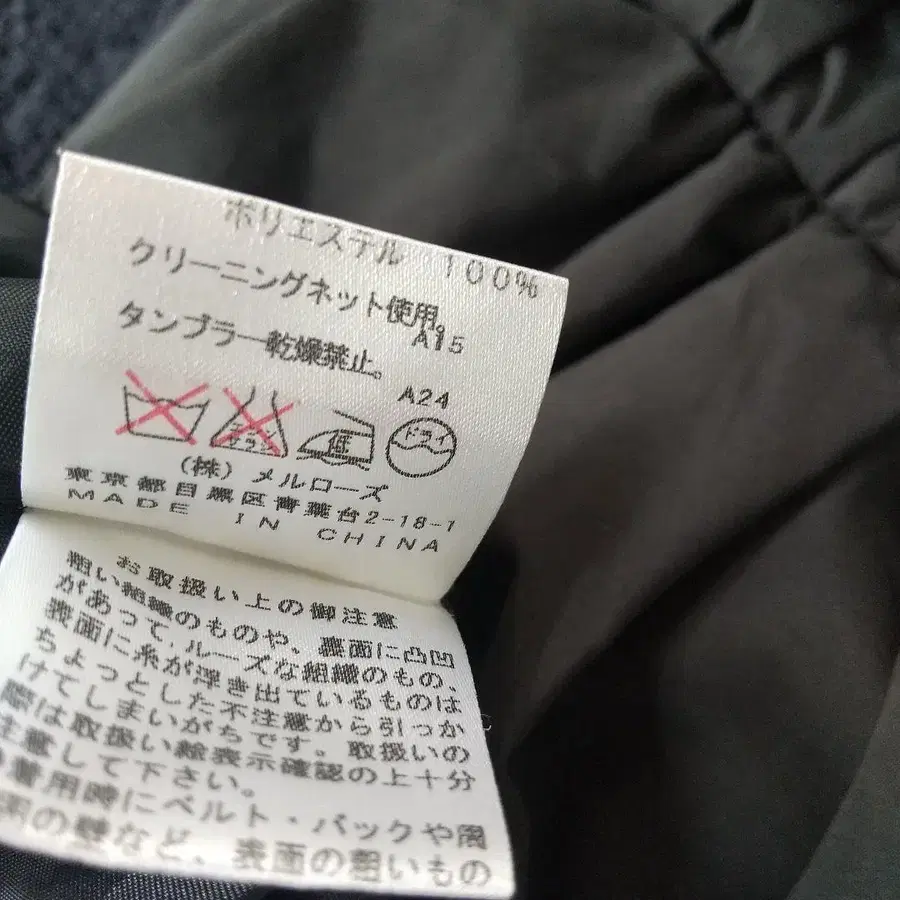 ポリエステル 100%
クリーニングネット使用。
A15
タンブラー乾燥禁止。
A24
エンソ
サラシ
低
ドライ
(株) メルローズ
東京都目黒区青葉台2-18-1
MADE IN CHINA
お取扱い上の御注意
粗い組織のものや、表面に凸凹
があって、ルーズな組織のもの、
表面に糸が浮き出ているものは
ちょっとした不注意から引っか
けてしまいがちです。取扱いの
際は取扱い絵表示確認の上十分
注意して下さい。
着用時にベルト・バックや周
囲の壁など、表面の粗いもの